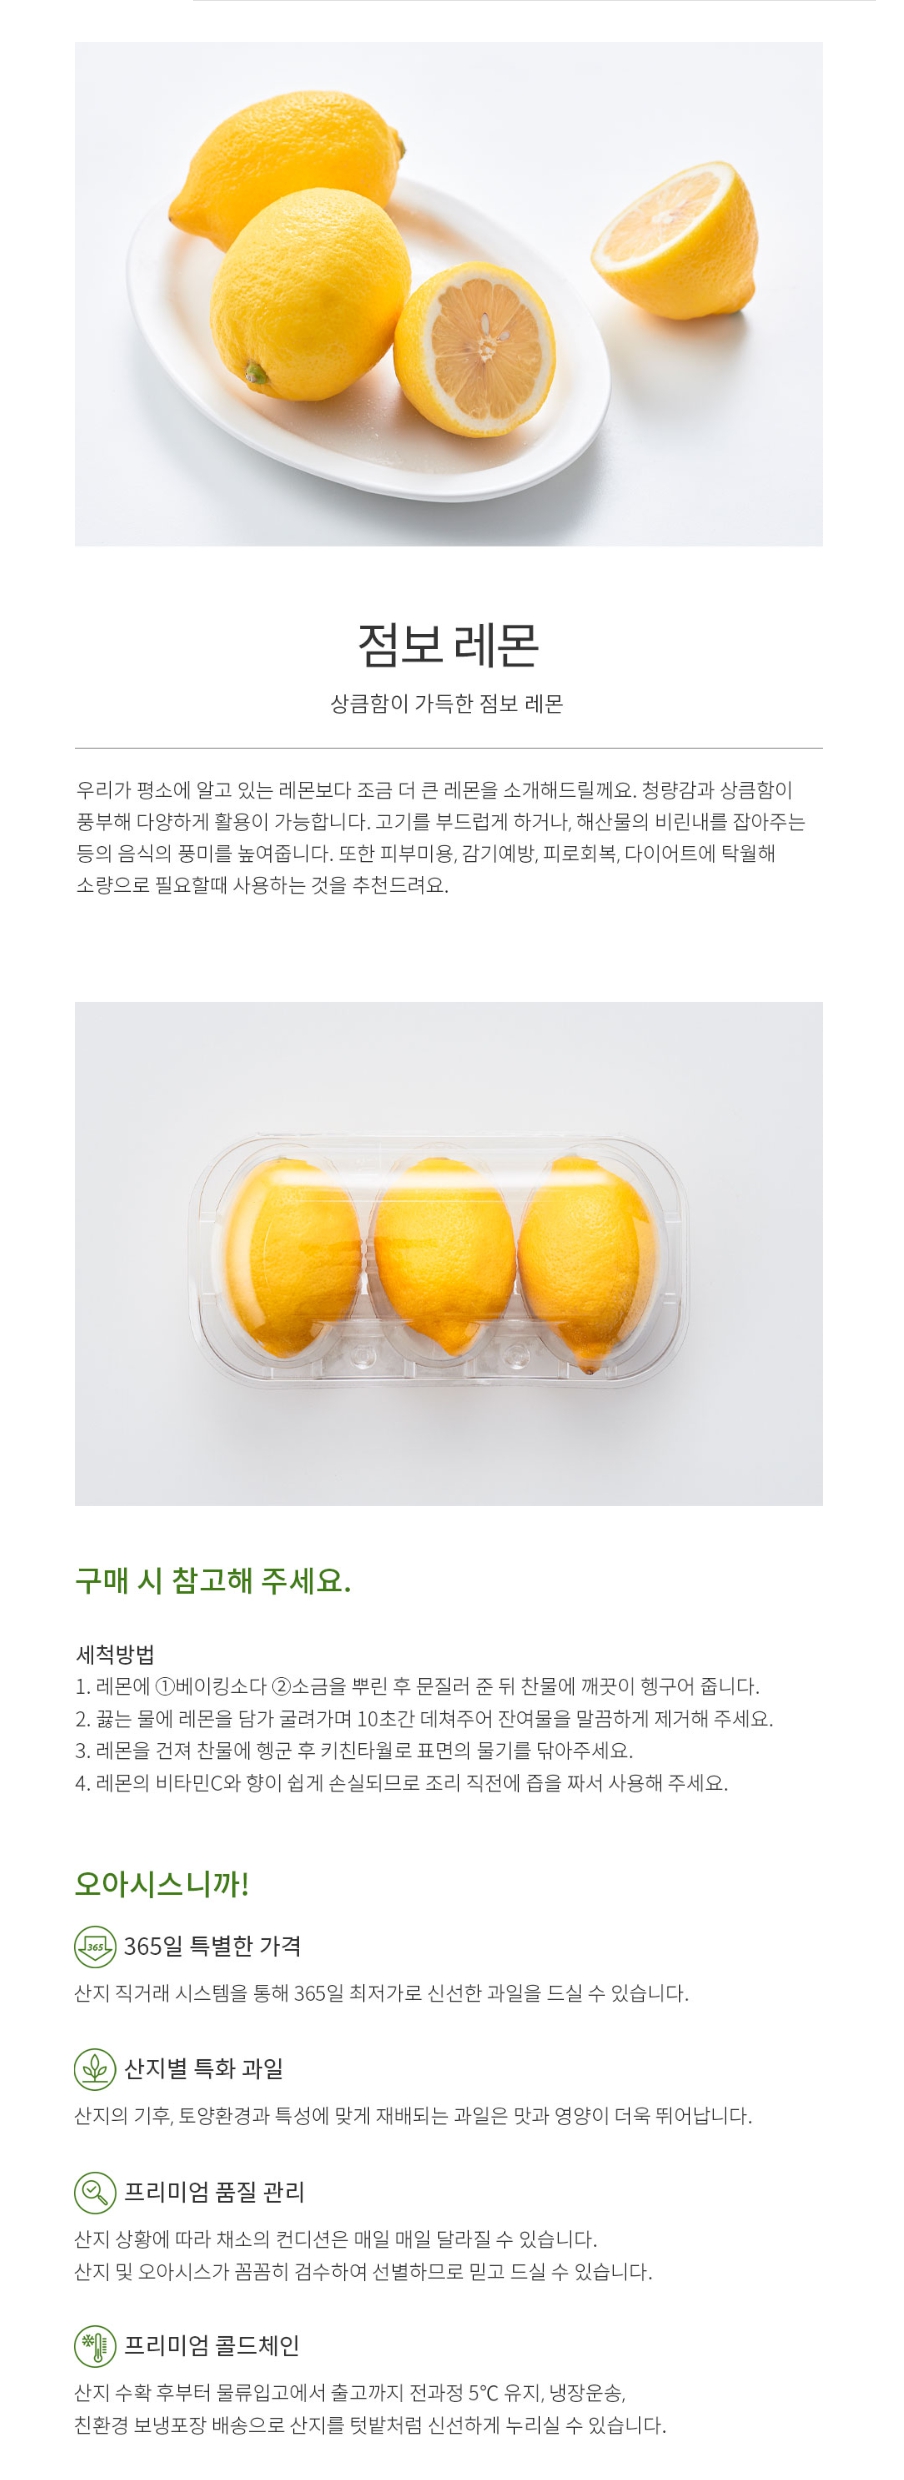 점보 레몬
상큼함이 가득한 점보 레몬
우리가 평소에 알고 있는 레몬보다 조금 더 큰 레몬을 소개해드릴께요. 청량감과 상큼함이
풍부해 다양하게 활용이 가능합니다. 고기를 부드럽게 하거나, 해산물의 비린내를 잡아주는
등의 음식의 풍미를 높여줍니다. 또한 피부미용, 감기예방, 피로회복, 다이어트에 탁월해
소량으로 필요할때 사용하는 것을 추천드려요.
구매 시 참고해 주세요.
세척방법
1. 레몬에 ①베이킹소다 ②소금을 뿌린 후 문질러 준 뒤 찬물에 깨끗이 헹구어 줍니다.
2. 끓는 물에 레몬을 담가 굴려가며 10초간 데쳐주어 잔여물을 말끔하게 제거해 주세요.
3. 레몬을 건져 찬물에 헹군 후 키친타월로 표면의 물기를 닦아주세요.
4. 레몬의 비타민C와 향이 쉽게 손실되므로 조리 직전에 즙을 짜서 사용해 주세요.
오아시스니까!
365 365일 특별한 가격
산지 직거래 시스템을 통해 365일 최저가로 신선한 과일을 드실 수 있습니다.
산지별 특화 과일
산지의 기후, 토양환경과 특성에 맞게 재배되는 과일은 맛과 영양이 더욱 뛰어납니다.
프리미엄 품질 관리
산지 상황에 따라 채소의 컨디션은 매일 매일 달라질 수 있습니다.
산지 및 오아시스가 꼼꼼히 검수하여 선별하므로 믿고 드실 수 있습니다.
프리미엄 콜드체인
산지 수확 후부터 물류입고에서 출고까지 전과정 5℃ 유지, 냉장운송,
친환경 보냉포장 배송으로 산지를 텃밭처럼 신선하게 누리실 수 있습니다.